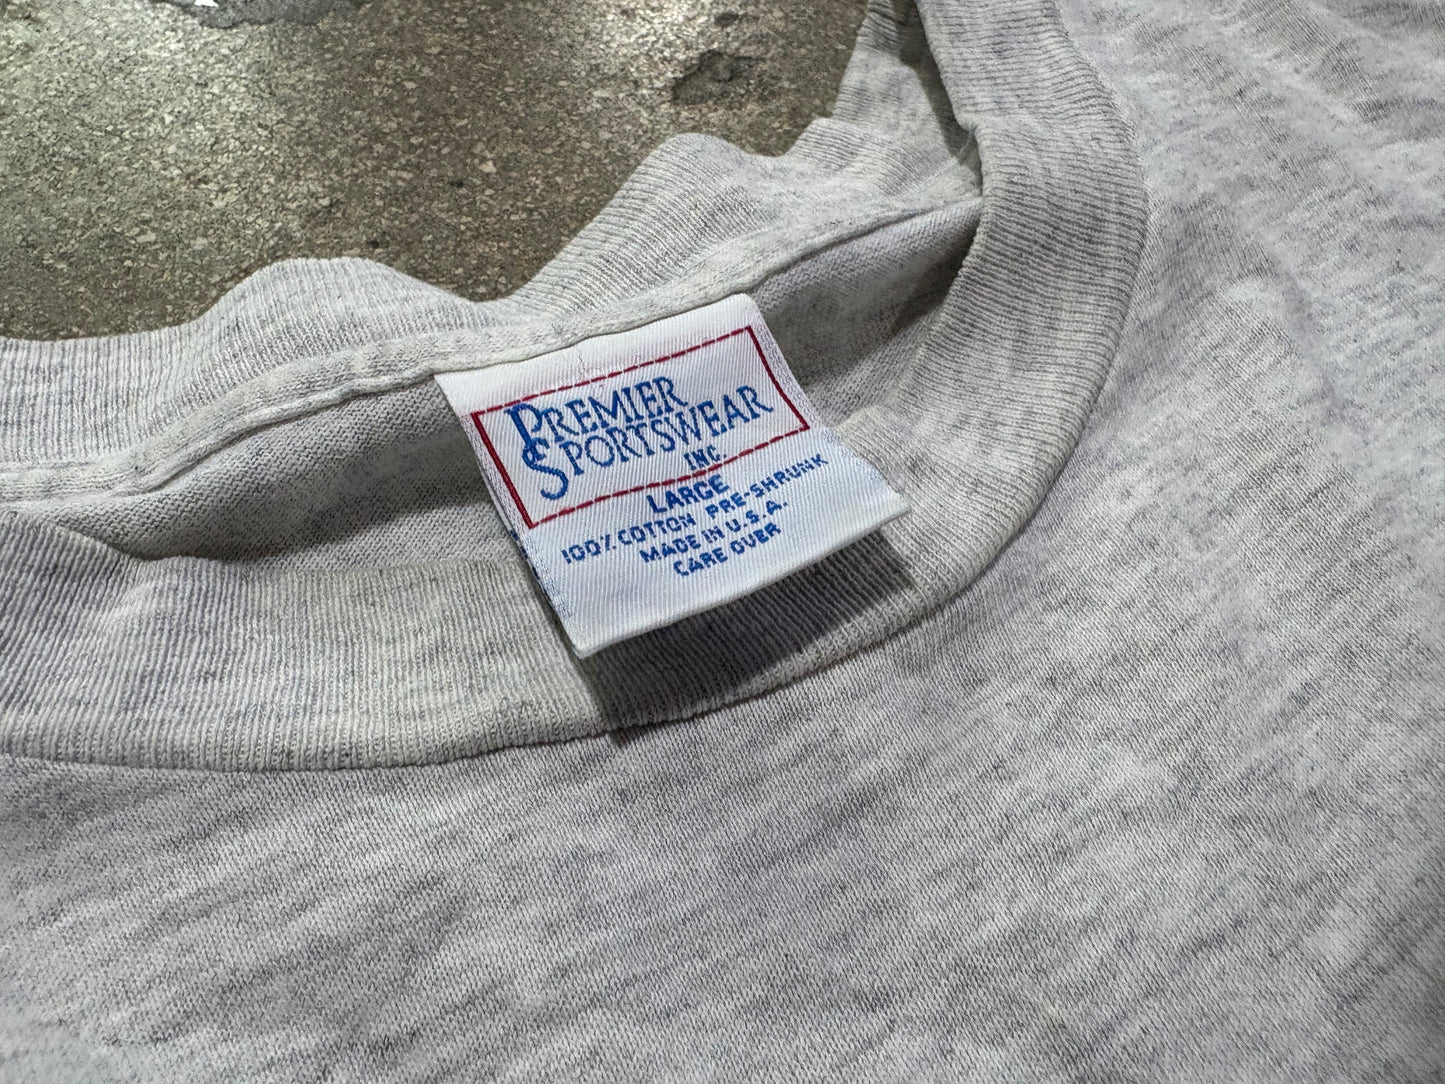 PREMIER
SPORTSWEAR
INC.
LARGE
100% COTTON PRE-SHRUNK
MADE IN U.S.A.
CARE OVER